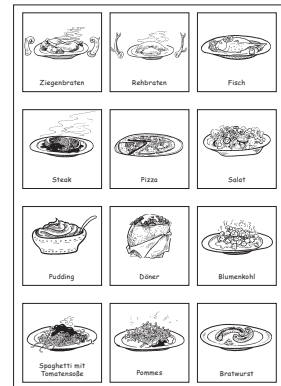 Ziegenbraten
Rehbraten
Fisch
Steak
Pizza
Salat
Pudding
Döner
Blumenkohl
Spaghetti mit
Tomatensoße
Pommes
Bratwurst